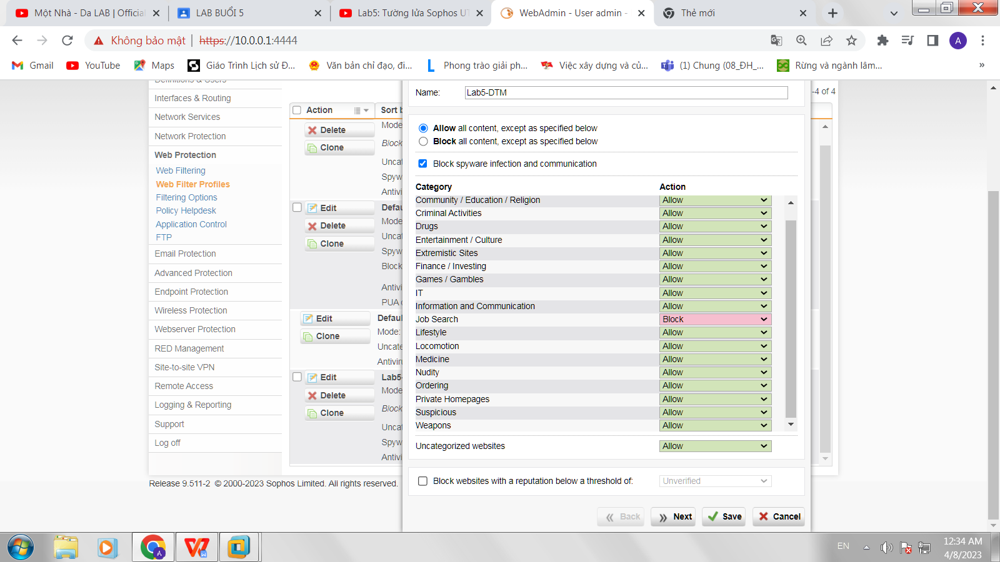 Một Nhà - Da LAB | Official
LAB BUỔI 5
Lab5: Tường lửa Sophos UT
WebAdmin - User admin -
Thẻ mới
Không bảo mật | https://10.0.0.1:4444
A
Gmail
YouTube
Maps
Giáo Trình Lịch sử Đ...
Văn bản chỉ đạo, đi...
Phong trào giải ph...
Việc xây dựng và củ...
(1) Chung (08_ĐH_...
Rừng và ngành lâm...
»
Definitions & Users
Interfaces & Routing
Network Services
Network Protection
Web Protection
Web Filtering
Web Filter Profiles
Filtering Options
Policy Helpdesk
Application Control
FTP
Email Protection
Advanced Protection
Endpoint Protection
Wireless Protection
Webserver Protection
RED Management
Site-to-site VPN
Remote Access
Logging & Reporting
Support
Log off
Release 9.511-2 © 2000-2023 Sophos Limited. All rights reserved.
-4 of 4
Action
Sort b
Delete
Clone
Mode
Block
Uncat
Spyw
Antivi
Edit
Delete
Clone
Defau
Mode
Uncat
Spyw
Block
Antivi
PUA
Edit
Clone
Defaul
Mode:
Uncate
Antiviru
Edit
Delete
Clone
Lab5-
Mode
Block
Uncat
Spyw
Antivi
Name: Lab5-DTM
Allow all content, except as specified below
Block all content, except as specified below
Block spyware infection and communication
Category Action
Community / Education / Religion Allow
Criminal Activities Allow
Drugs Allow
Entertainment / Culture Allow
Extremistic Sites Allow
Finance / Investing Allow
Games / Gambles Allow
IT Allow
Information and Communication Allow
Job Search Block
Lifestyle Allow
Locomotion Allow
Medicine Allow
Nudity Allow
Ordering Allow
Private Homepages Allow
Suspicious Allow
Weapons Allow
Uncategorized websites Allow
Block websites with a reputation below a threshold of: Unverified
Back
Next
Save
Cancel
EN
12:34 AM
4/8/2023